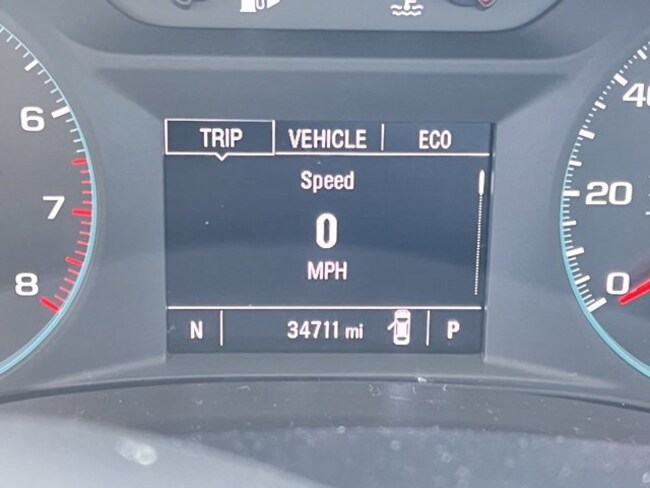 TRIP VEHICLE ECO
Speed
0
MPH
N 34711 mi P
6
7
8
40
20
0